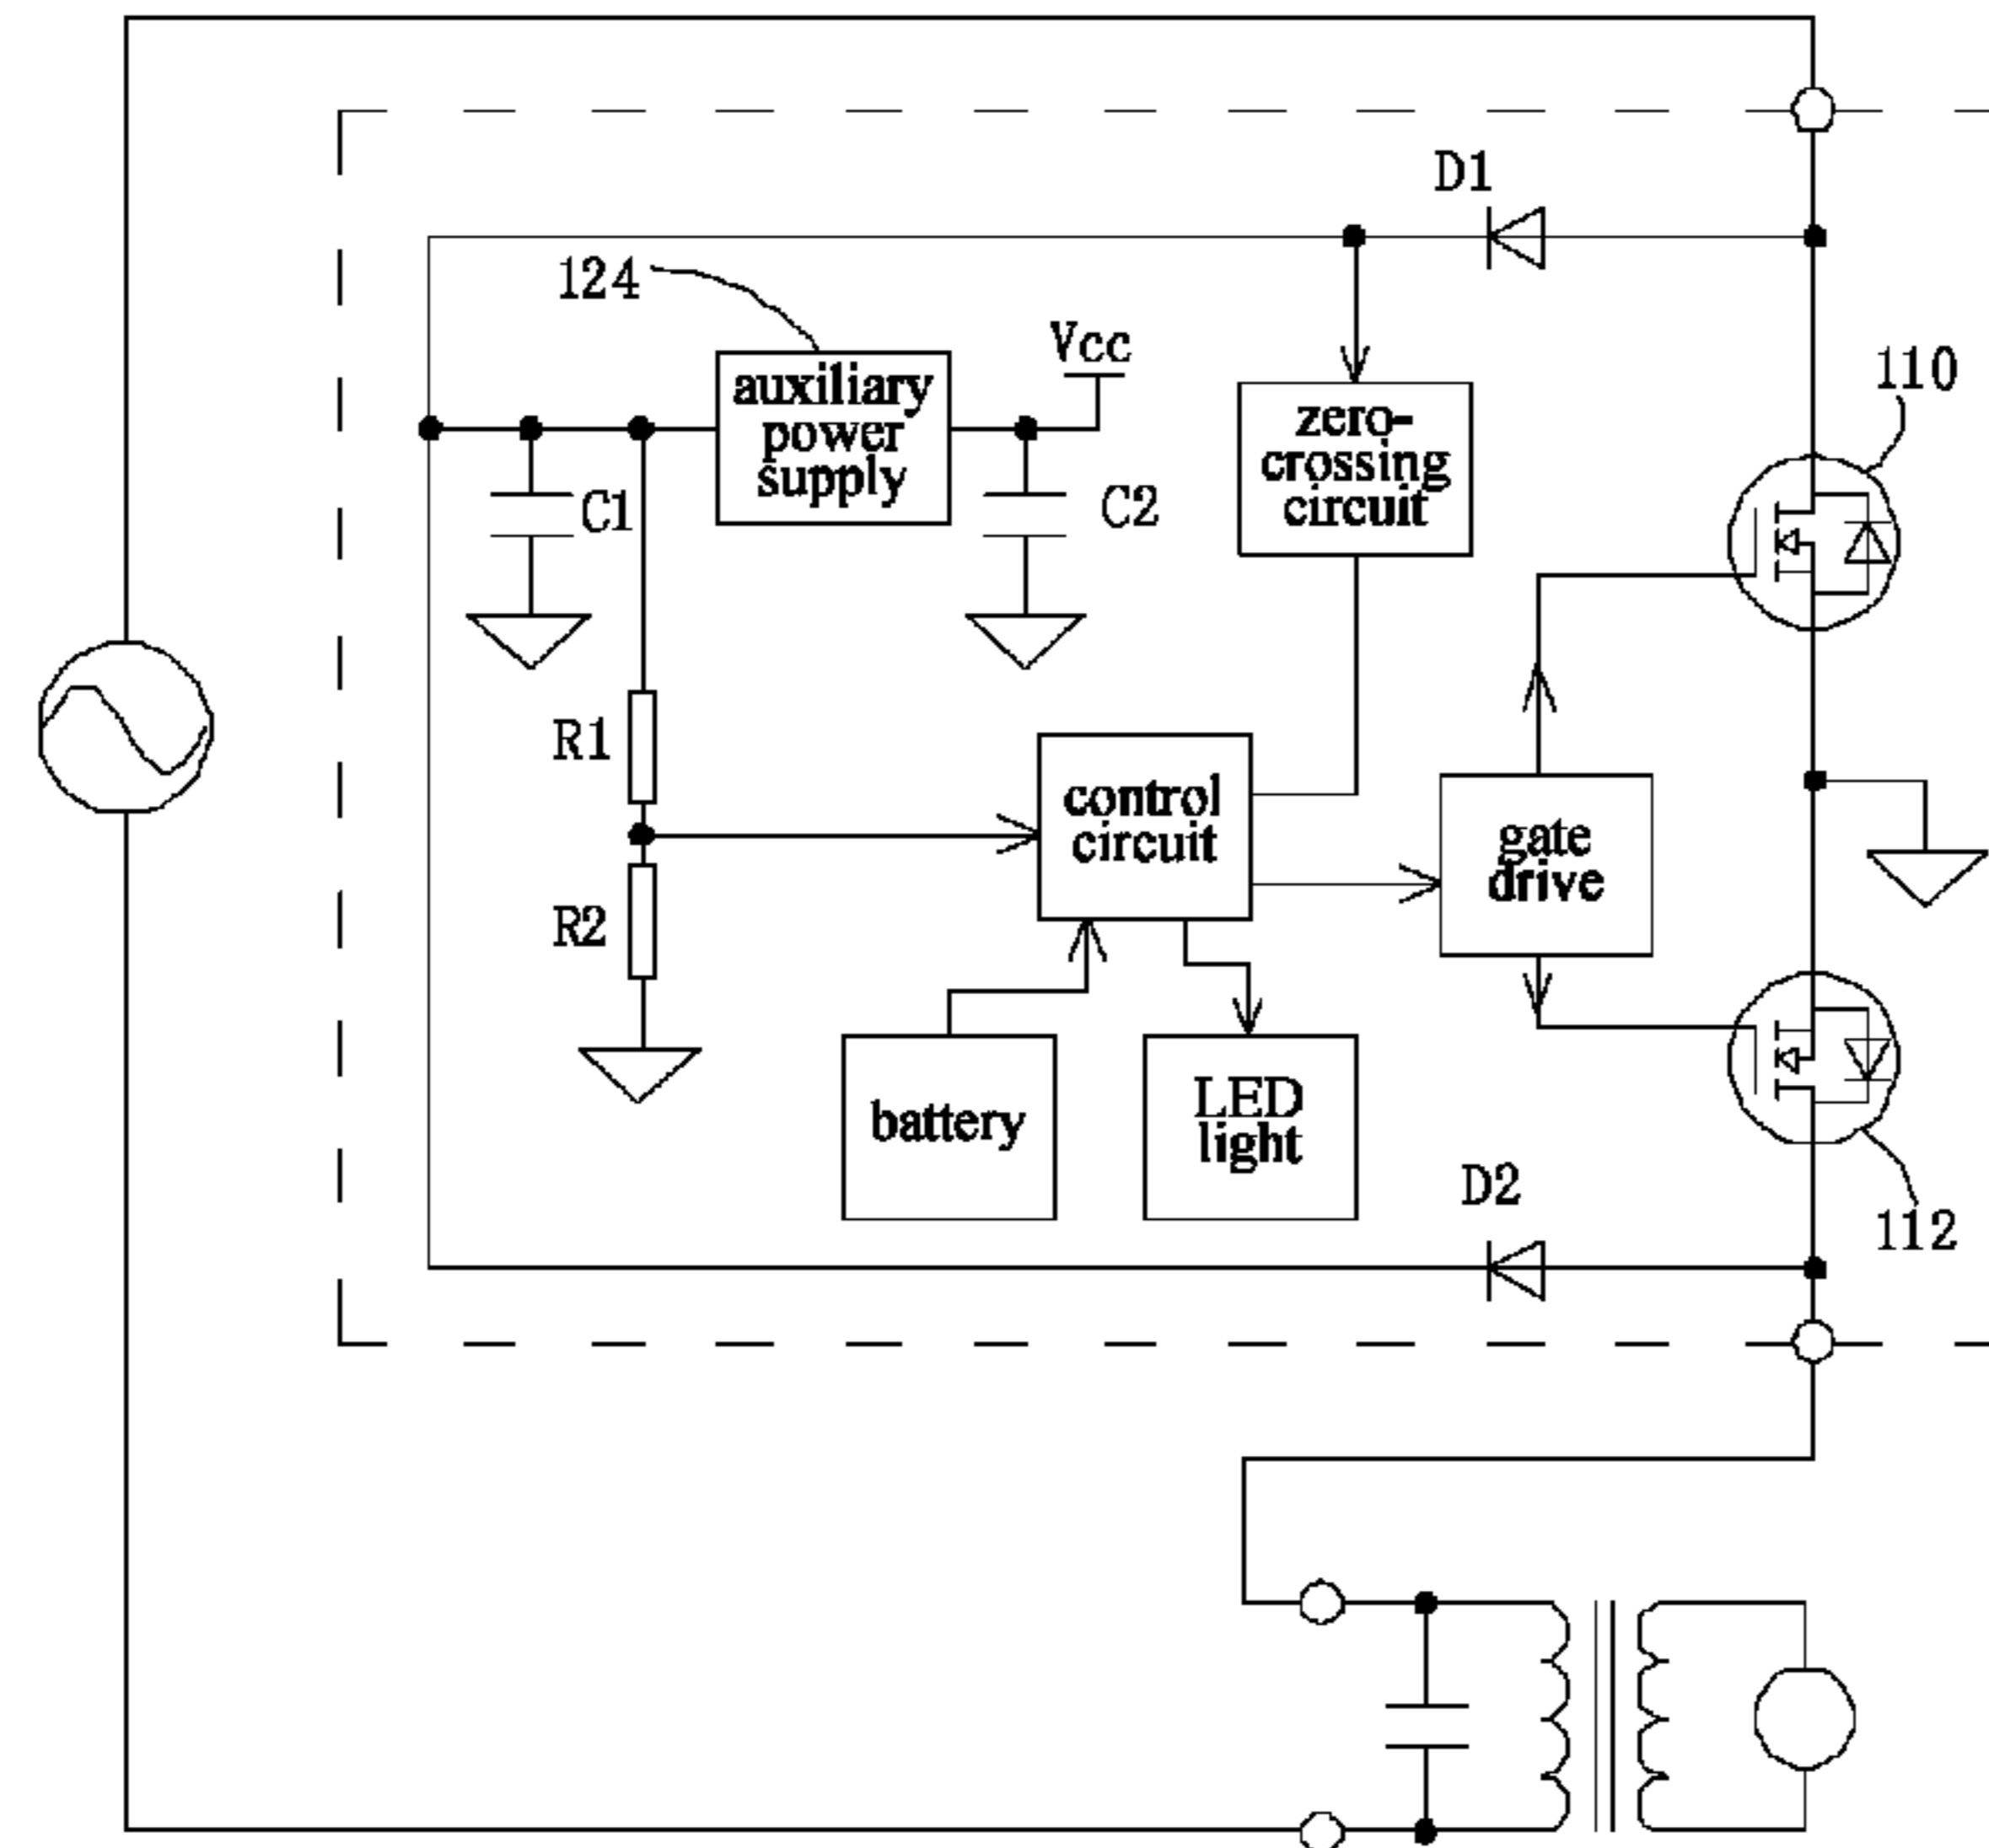 D1
124
Vcc
110
auxiliary
power
supply
zero-
crossing
circuit
C1
C2
R1
control
circuit
gate
drive
R2
battery
LED
light
D2
112